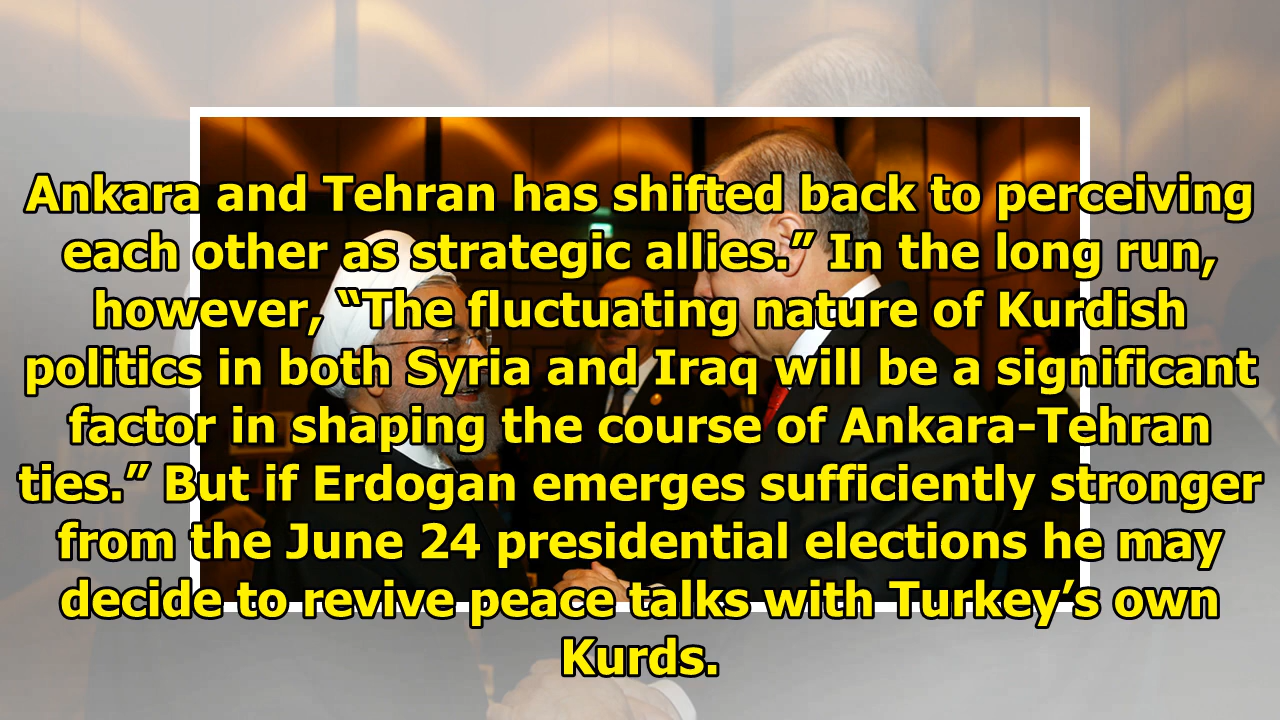 Ankara and Tehran has shifted back to perceiving
each other as strategic allies.” In the long run,
however, “The fluctuating nature of Kurdish
politics in both Syria and Iraq will be a significant
factor in shaping the course of Ankara-Tehran
ties.” But if Erdogan emerges sufficiently stronger
from the June 24 presidential elections he may
decide to revive peace talks with Turkey’s own
Kurds.